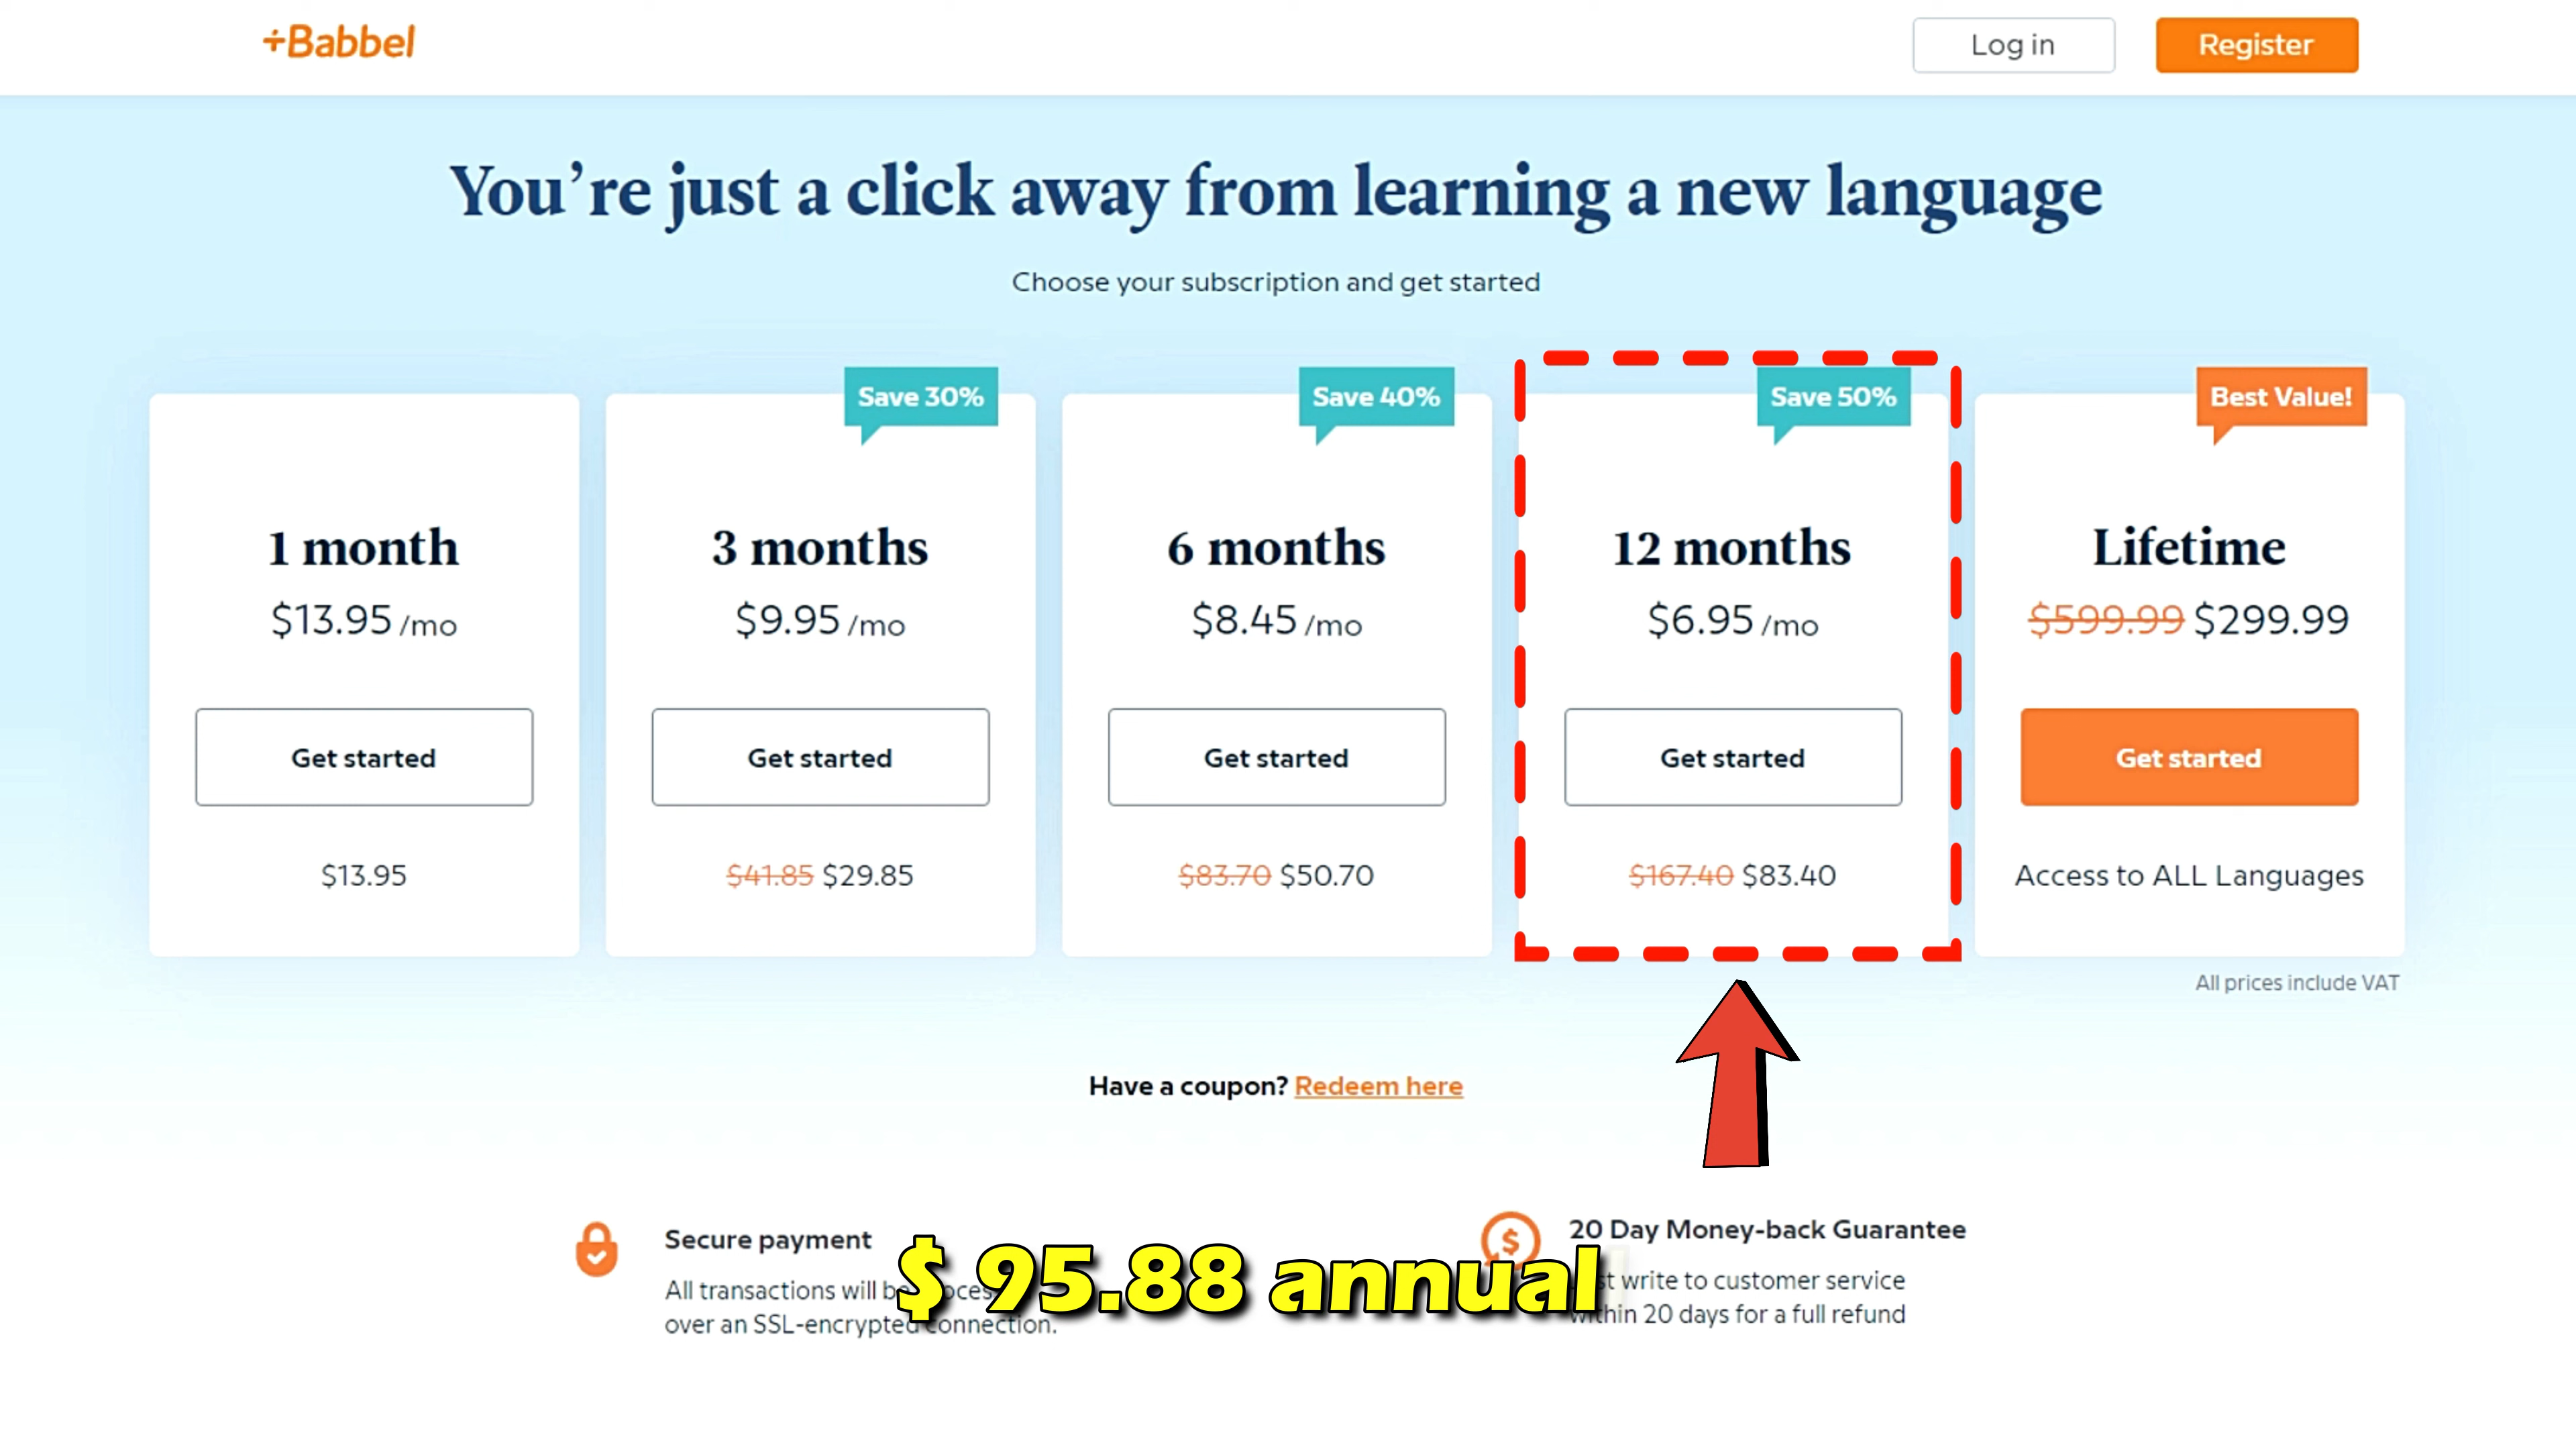 +Babbel
Log in
Register
You're just a click away from learning a new language
Choose your subscription and get started
1 month
$13.95 /mo
Get started
$13.95
Save 30%
3 months
$9.95 /mo
Get started
$41.85 $29.85
Save 40%
6 months
$8.45 /mo
Get started
$83.70 $50.70
Save 50%
12 months
$6.95 /mo
Get started
$167.40 $83.40
Best Value!
Lifetime
$599.99 $299.99
Get started
Access to ALL Languages
All prices include VAT
Have a coupon? Redeem here
Secure payment
All transactions will be
over an SSL-encrypted connection.
$
20 Day Money-back Guarantee
write to customer service
within 20 days for a full refund
$ 95.88 annual